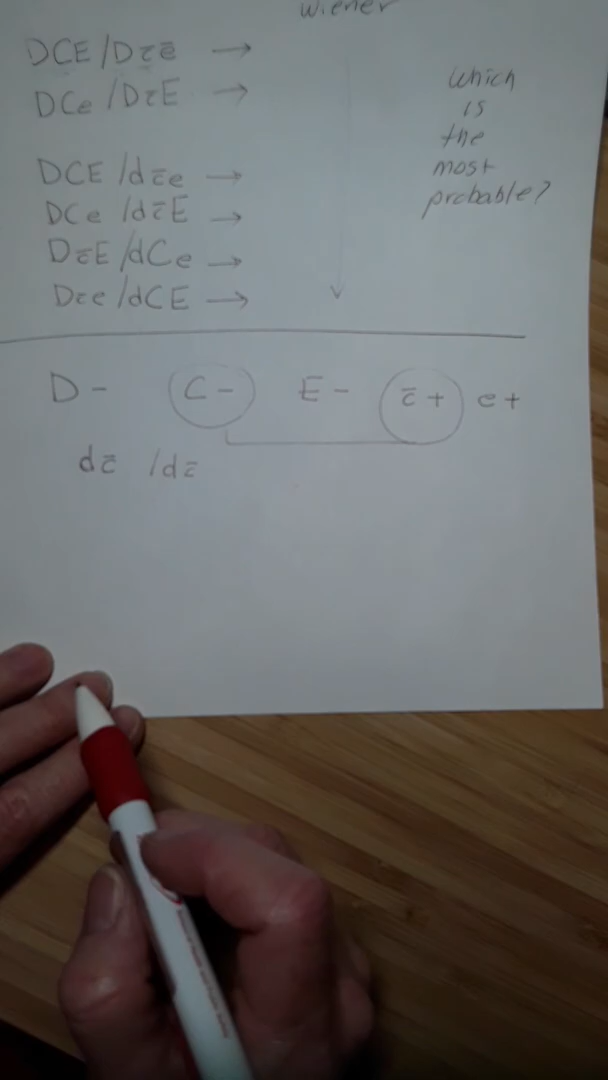 wiener
DCE/Dc̄ē →
DCe/Dc̄E →
which
is
the
most
probable?
DCE/dc̄e →
DCe/dc̄E →
Dc̄E/dCe →
Dc̄e/dCE →
D- C- E- c̄+ e+
dc̄ /dc̄